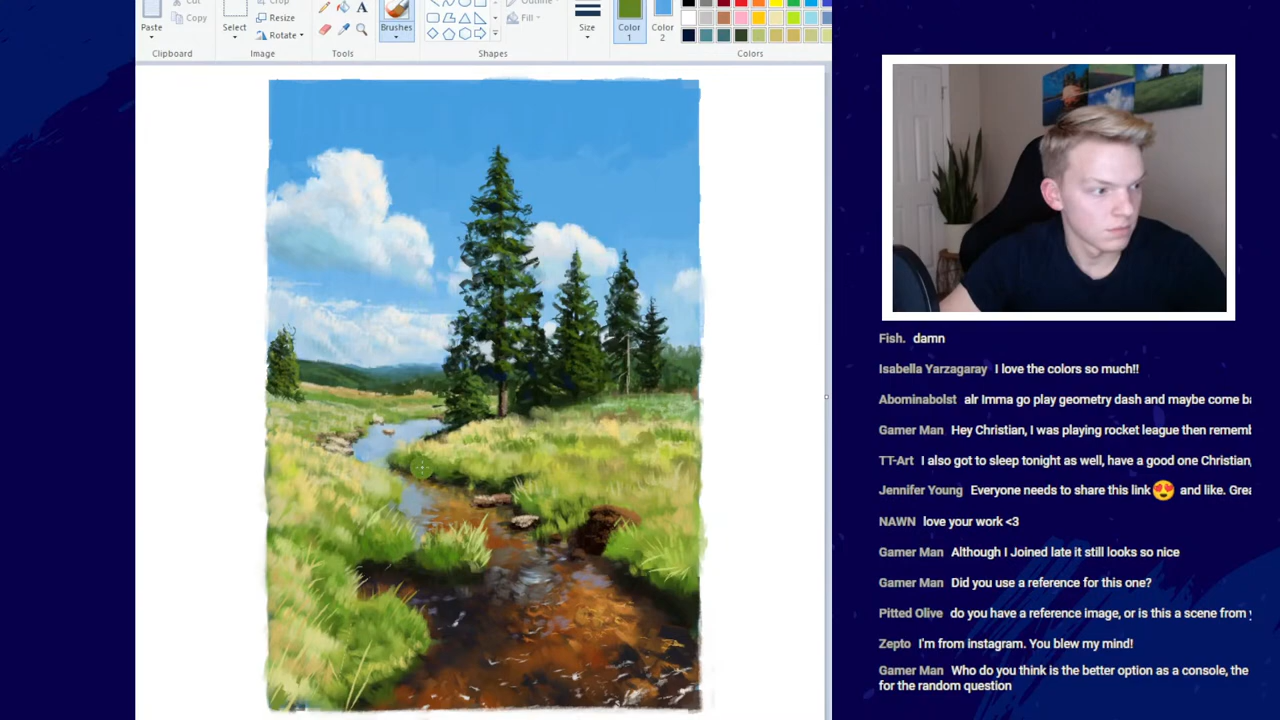 Paste
Copy
Select
Crop
Resize
Rotate
Brushes
Outline
Fill
Size
Color
1
Color
2
Clipboard
Image
Tools
Shapes
Colors
Fish. damn
Isabella Yarzagaray I love the colors so much!!
Abominabolst alr Imma go play geometry dash and maybe come
Gamer Man Hey Christian, I was playing rocket league then
TT-Art I also got to sleep tonight as well, have a good one Christian,
Jennifer Young Everyone needs to share this link😍 and like.
NAWN love your work <3
Gamer Man Although I Joined late it still looks so nice
Gamer Man Did you use a reference for this one?
Pitted Olive do you have a reference image, or is this a scene from
Zepto I'm from instagram. You blew my mind!
Gamer Man Who do you think is the better option as a console, the
for the random question